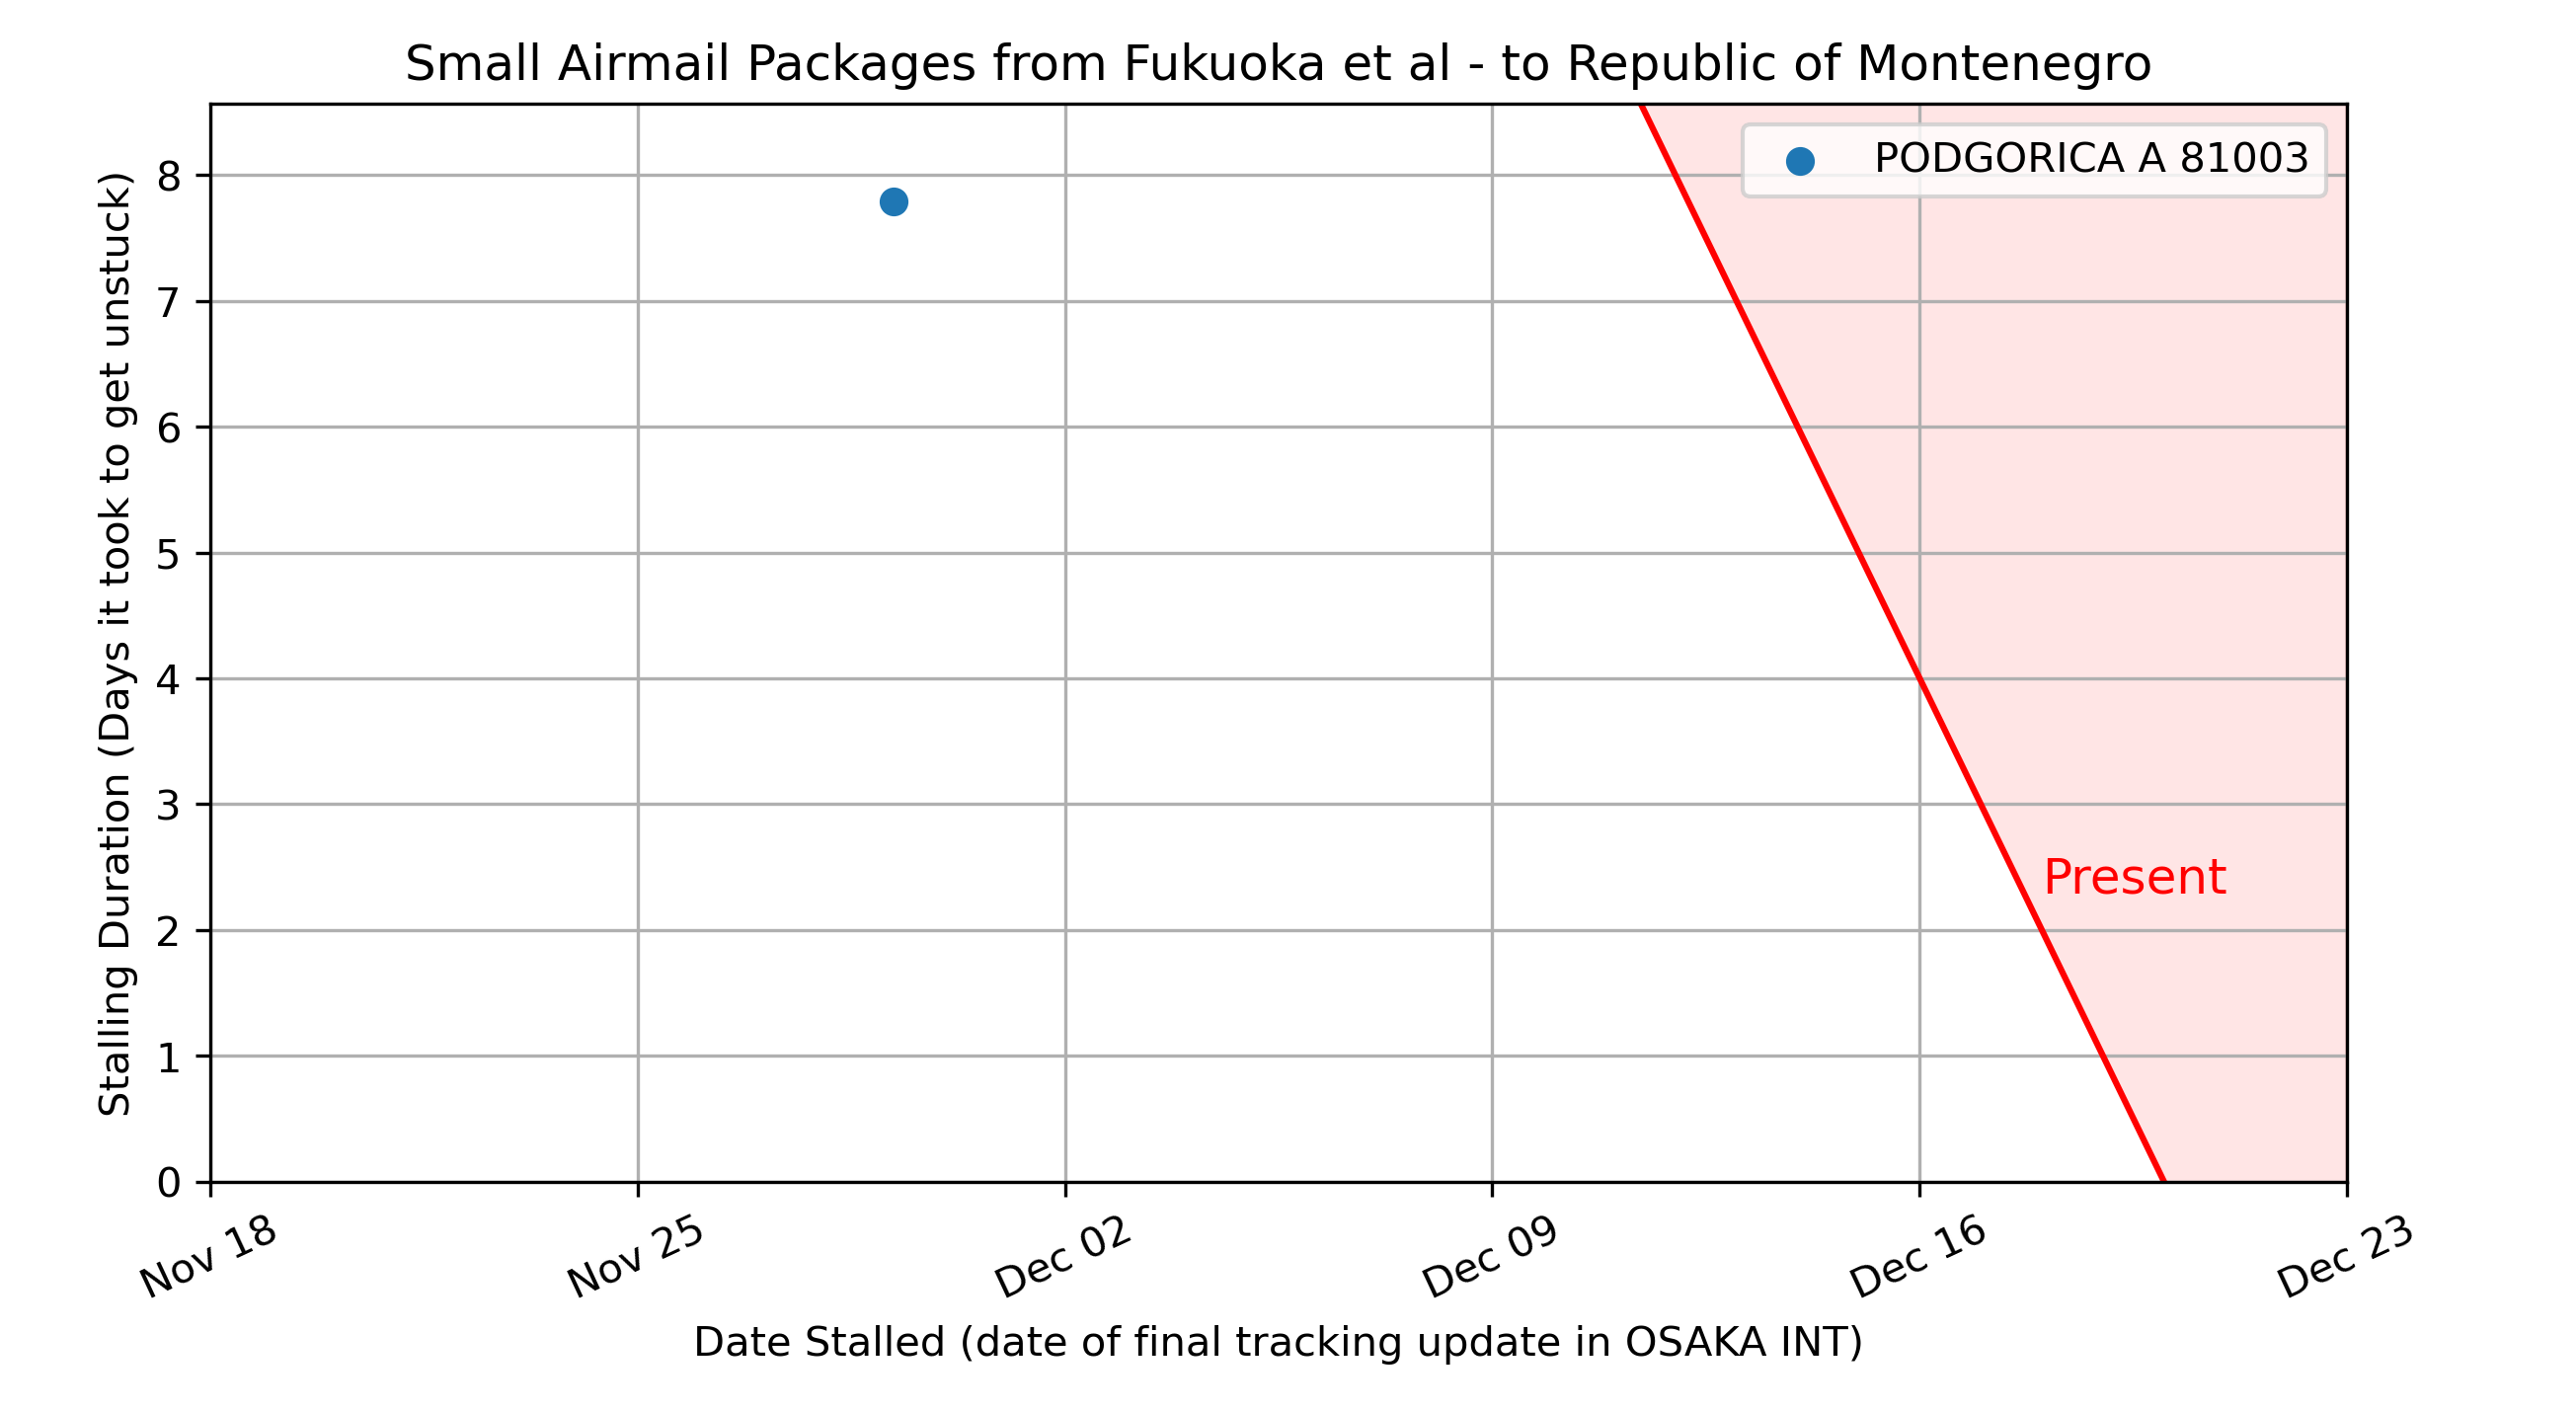 Small Airmail Packages from Fukuoka et al - to Republic of Montenegro
PODGORICA A 81003
Stalling Duration (Days it took to get unstuck)
8
7
6
5
4
3
2
1
0
Present
Nov 18
Nov 25
Dec 02
Dec 09
Dec 16
Dec 23
Date Stalled (date of final tracking update in OSAKA INT)